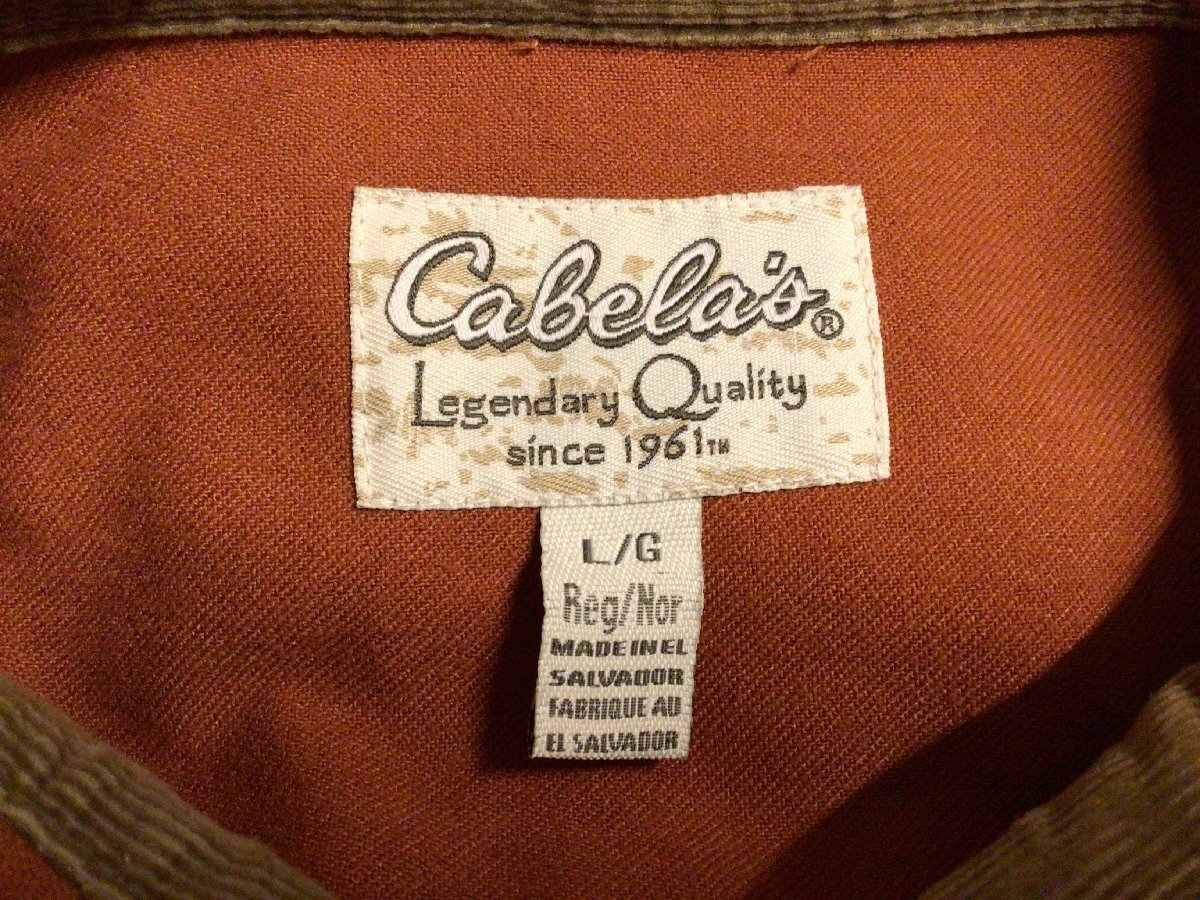 Cabela's®
Legendary Quality
since 1961™
L/G
Reg/Nor
MADE IN EL
SALVADOR
FABRIQUE AU
EL SALVADOR